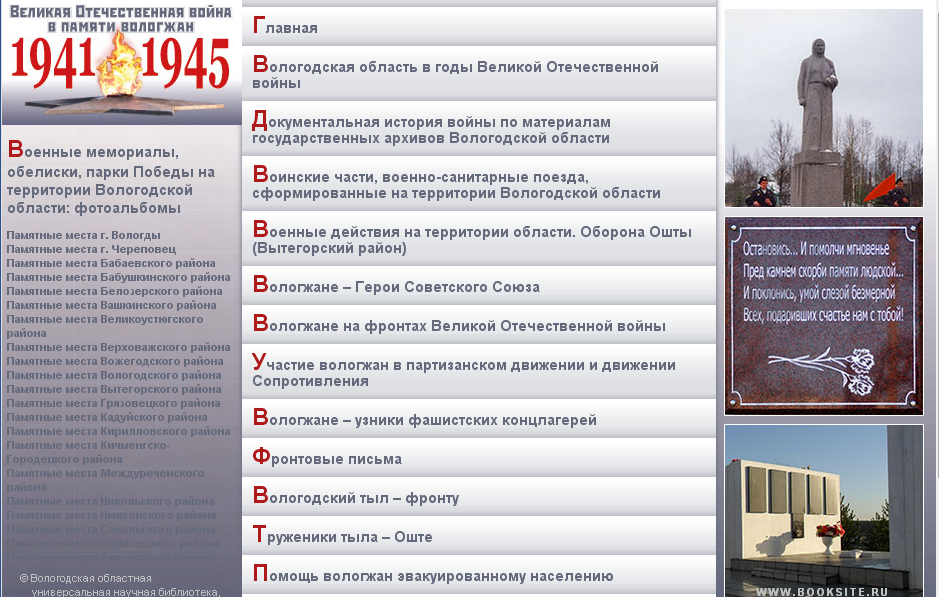 Великая Отечественная война
в памяти вологжан
1941 1945
Военные мемориалы,
обелиски, парки Победы на
территории Вологодской
области: фотоальбомы
Памятные места г. Вологды
Памятные места г. Череповец
Памятные места Бабаевского района
Памятные места Бабушкинского района
Памятные места Белозерского района
Памятные места Вашкинского района
Памятные места Великоустюгского
района
Памятные места Верховажского района
Памятные места Вожегодского района
Памятные места Вологодского района
Памятные места Вытегорского района
Памятные места Грязовецкого района
Памятные места Кадуйского района
Памятные места Кирилловского района
Памятные места Кичменгско-
Городецкого района
Памятные места Междуреченского
района
Памятные места Никольского района
Памятные места Нюксенского района
Памятные места Сокольского района
© Вологодская областная
универсальная научная библиотека,
Главная
Вологодская область в годы Великой Отечественной
войны
Документальная история войны по материалам
государственных архивов Вологодской области
Воинские части, военно-санитарные поезда,
сформированные на территории Вологодской области
Военные действия на территории области. Оборона Ошты
(Вытегорский район)
Вологжане – Герои Советского Союза
Вологжане на фронтах Великой Отечественной войны
Участие вологжан в партизанском движении и движении
Сопротивления
Вологжане – узники фашистских концлагерей
Фронтовые письма
Вологодский тыл – фронту
Труженики тыла – Оште
Помощь вологжан эвакуированному населению
Остановись... И помолчи мгновенье
Пред камнем скорби памяти людской...
И поклонись, умой слезой безмерной
Всех, подаривших счастье нам с тобой!
WWW.BOOKSITE.RU